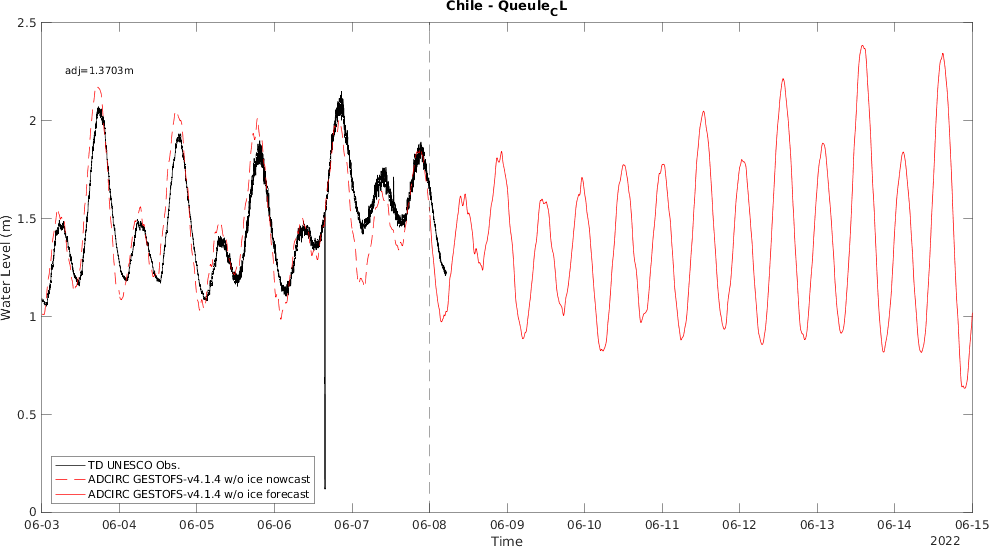 Chile - QueuleCL
adj=1.3703m
2.5
2
1.5
1
0.5
0
Water Level (m)
TD UNESCO Obs.
ADCIRC GESTOFS-v4.1.4 w/o ice nowcast
ADCIRC GESTOFS-v4.1.4 w/o ice forecast
06-03 06-04 06-05 06-06 06-07 06-08 06-09 06-10 06-11 06-12 06-13 06-14 06-15
Time
2022